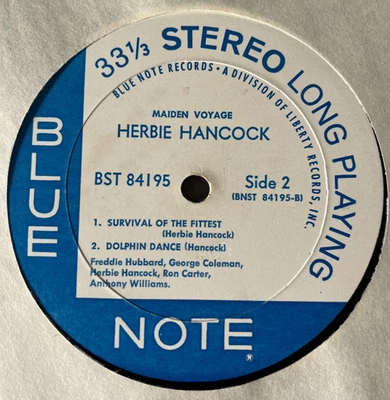 33⅓ STEREO LONG PLAYING
BLUE NOTE RECORDS • A DIVISION OF LIBERTY RECORDS, INC.
MAIDEN VOYAGE
HERBIE HANCOCK
BST 84195 Side 2
(BNST 84195-B)
1. SURVIVAL OF THE FITTEST
(Herbie Hancock)
2. DOLPHIN DANCE (Hancock)
Freddie Hubbard, George Coleman,
Herbie Hancock, Ron Carter,
Anthony Williams.
BLUE
NOTE®